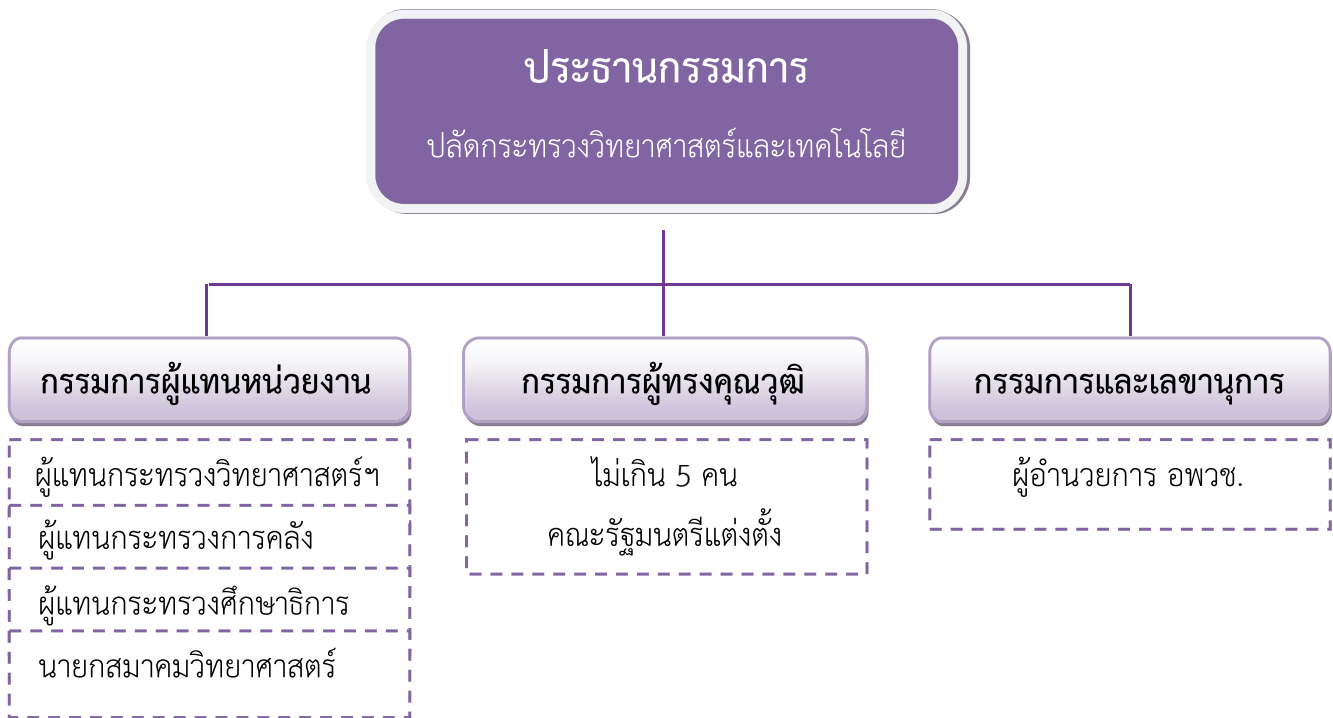 ประธานกรรมการ
ปลัดกระทรวงวิทยาศาสตร์และเทคโนโลยี
กรรมการผู้แทนหน่วยงาน
ผู้แทนกระทรวงวิทยาศาสตร์ฯ
ผู้แทนกระทรวงการคลัง
ผู้แทนกระทรวงศึกษาธิการ
นายกสมาคมวิทยาศาสตร์
กรรมการผู้ทรงคุณวุฒิ
ไม่เกิน 5 คน
คณะรัฐมนตรีแต่งตั้ง
กรรมการและเลขานุการ
ผู้อำนวยการ อพวช.